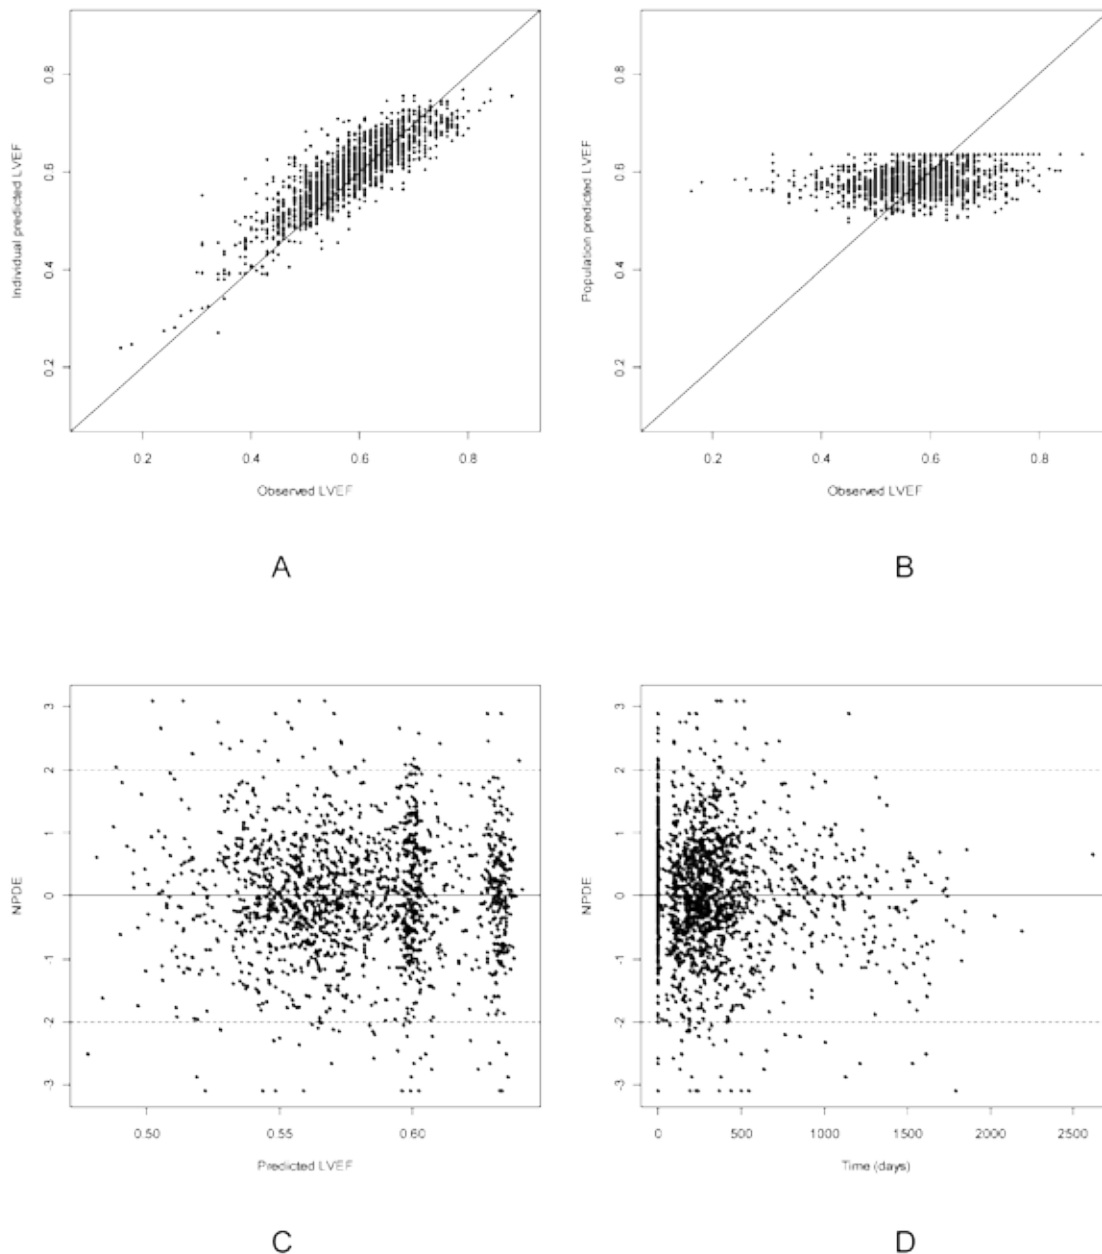 Individual predicted LVEF
0.8
0.6
0.4
0.2
0.2 0.4 0.6 0.8
Observed LVEF
A
Population predicted LVEF
0.8
0.6
0.4
0.2
0.2 0.4 0.6 0.8
Observed LVEF
B
NPDE
3
2
1
0
-1
-2
-3
0.50 0.55 0.60
Predicted LVEF
C
NPDE
3
2
1
0
-1
-2
-3
0 500 1000 1500 2000 2500
Time (days)
D